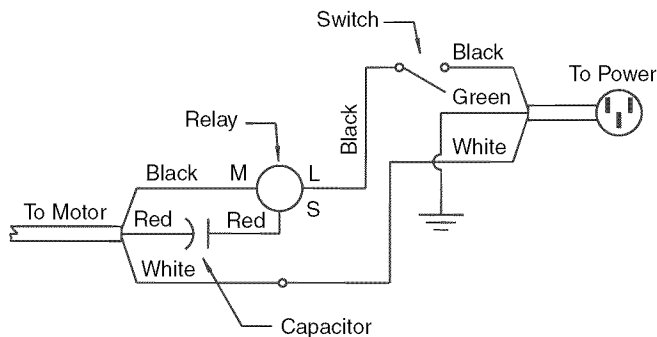 Switch
Black
To Power
Green
Relay
Black
White
Black
M
L
S
To Motor
Red
Red
White
Capacitor